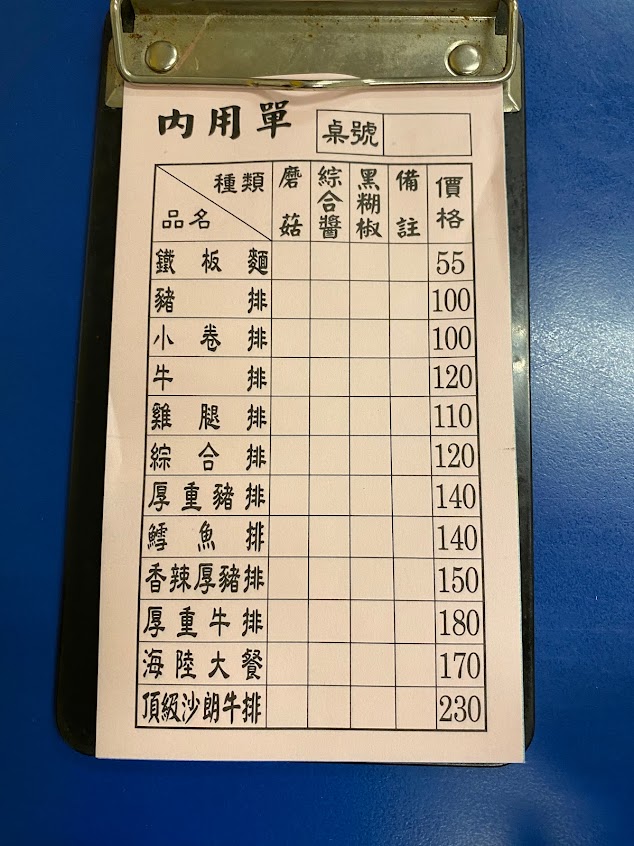 內用單
桌號
種類 磨菇 綜合醬 黑糊椒 備註 價格
品名
鐵板麵 55
豬排 100
小卷排 100
牛排 120
雞腿排 110
綜合排 120
厚重豬排 140
鱈魚排 140
香辣厚豬排 150
厚重牛排 180
海陸大餐 170
頂級沙朗牛排 230